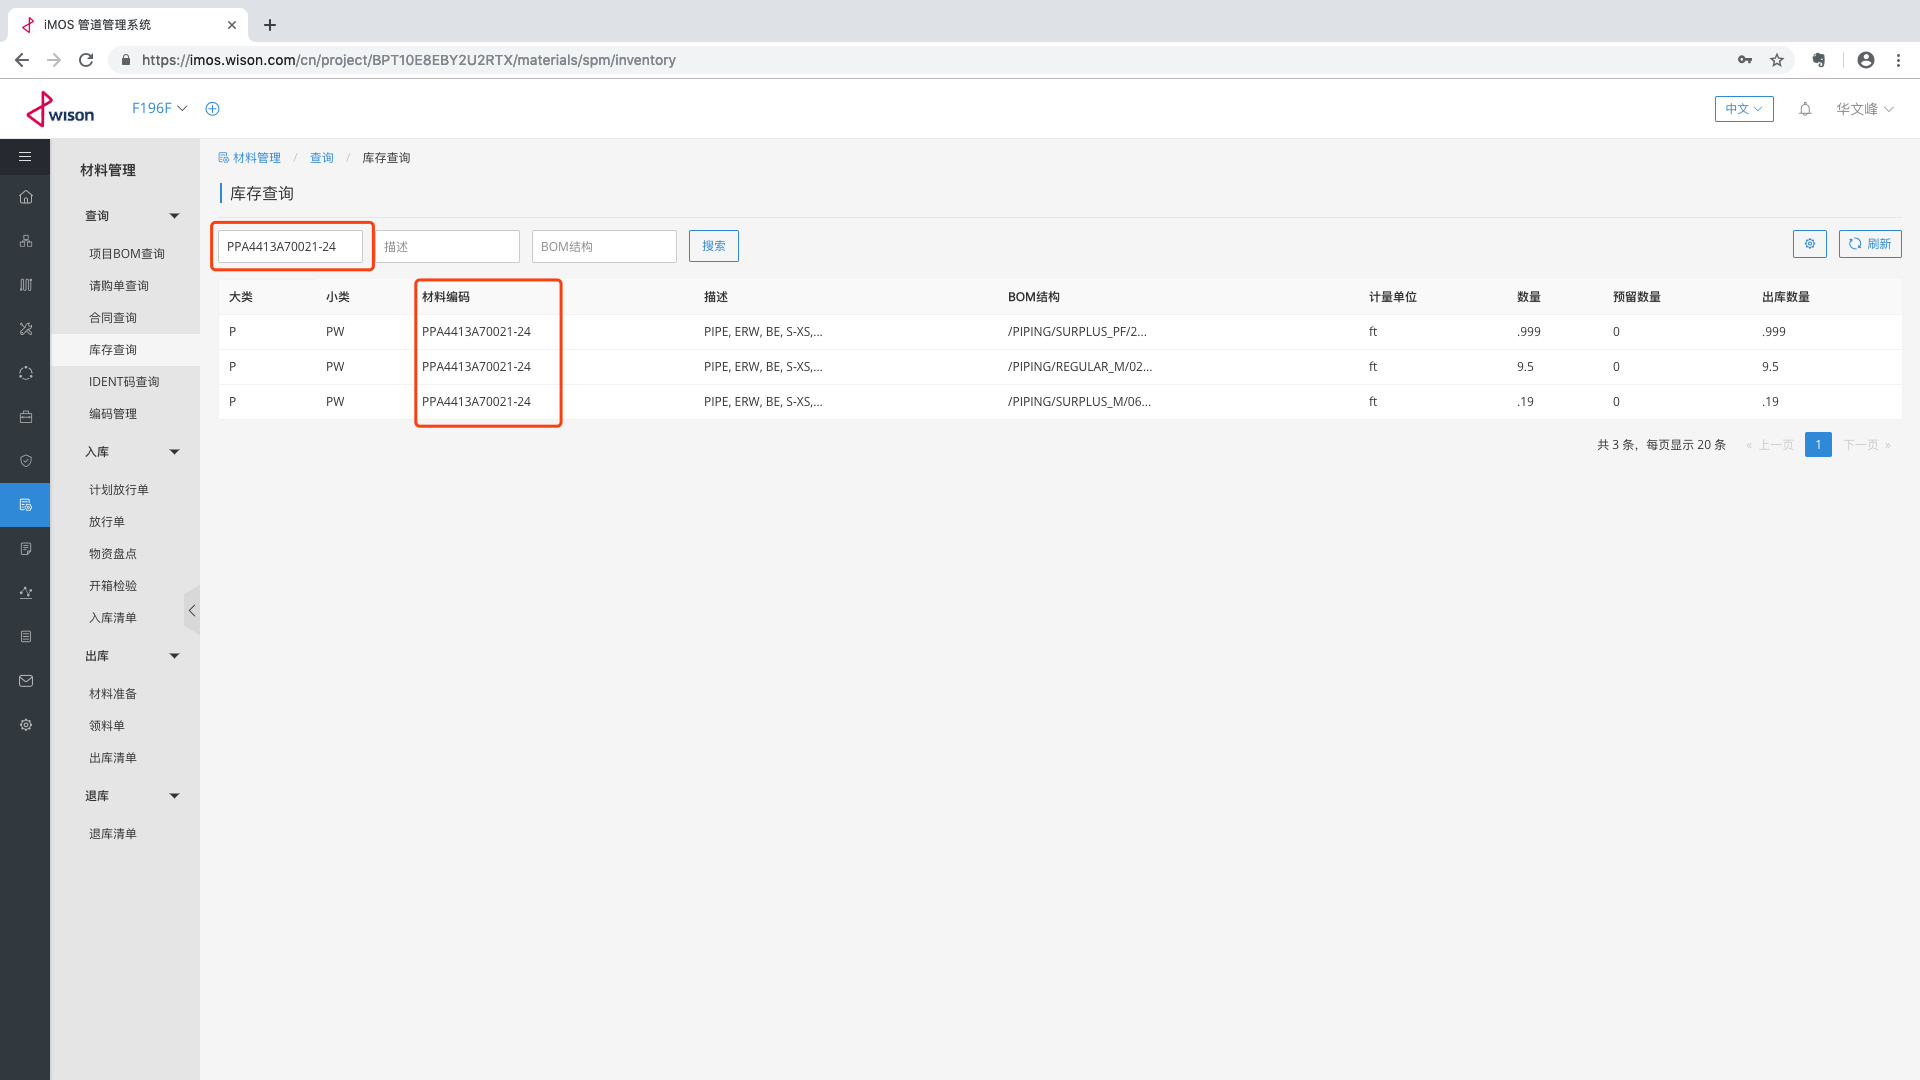 iMOS 管道管理系统
https://imos.wison.com/cn/project/BPT10E8EBY2U2RTX/materials/spm/inventory
wison
F196F
中文
华文峰
材料管理
查询
项目BOM查询
请购单查询
合同查询
库存查询
IDENT码查询
编码管理
入库
计划放行单
放行单
物资盘点
开箱检验
入库清单
出库
材料准备
领料单
出库清单
退库
退库清单
材料管理 / 查询 / 库存查询
库存查询
PPA4413A70021-24 描述 BOM结构 搜索 刷新
大类 小类 材料编码 描述 BOM结构 计量单位 数量 预留数量 出库数量
P PW PPA4413A70021-24 PIPE, ERW, BE, S-XS,... /PIPING/SURPLUS_PF/2... ft .999 0 .999
P PW PPA4413A70021-24 PIPE, ERW, BE, S-XS,... /PIPING/REGULAR_M/02... ft 9.5 0 9.5
P PW PPA4413A70021-24 PIPE, ERW, BE, S-XS,... /PIPING/SURPLUS_M/06... ft .19 0 .19
共 3 条，每页显示 20 条 « 上一页 1 下一页 »